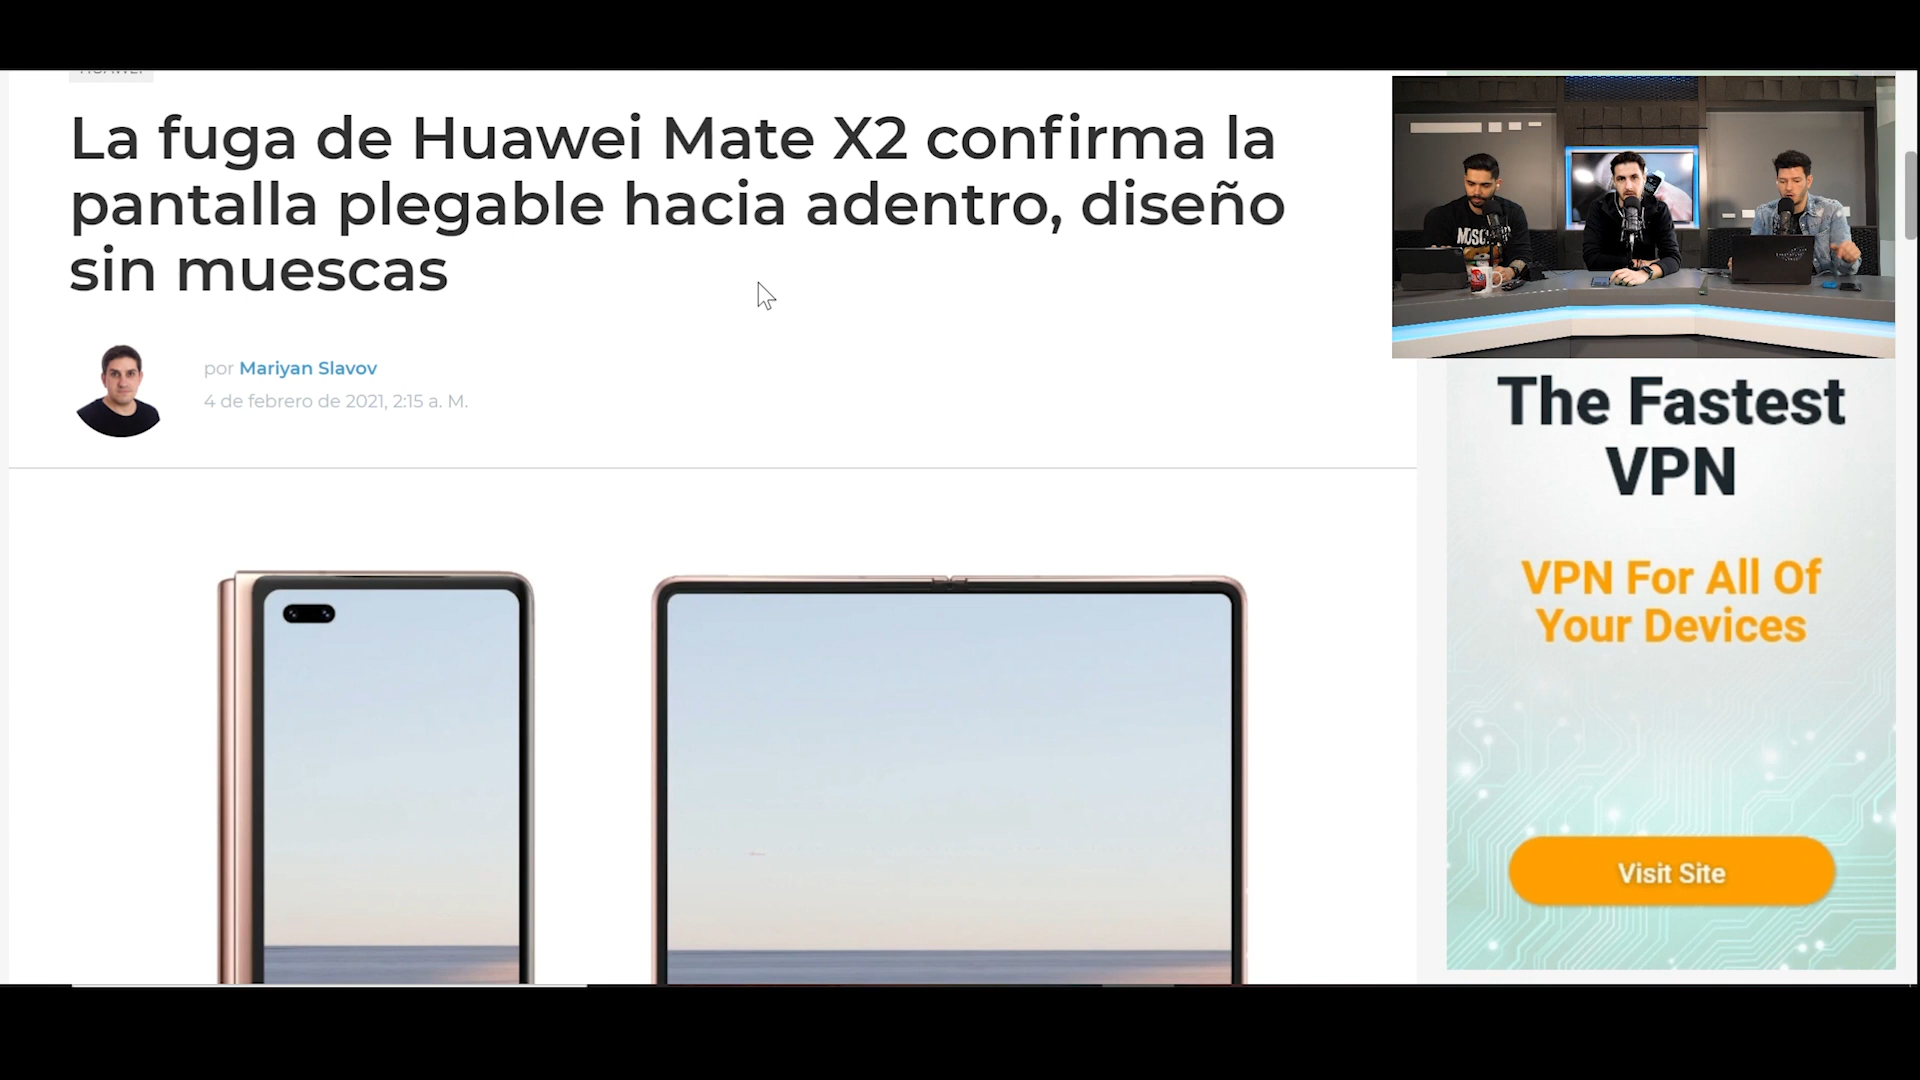 La fuga de Huawei Mate X2 confirma la
pantalla plegable hacia adentro, diseño
sin muescas
por Mariyan Slavov
4 de febrero de 2021, 2:15 a. M.
The Fastest
VPN
VPN For All Of
Your Devices
Visit Site